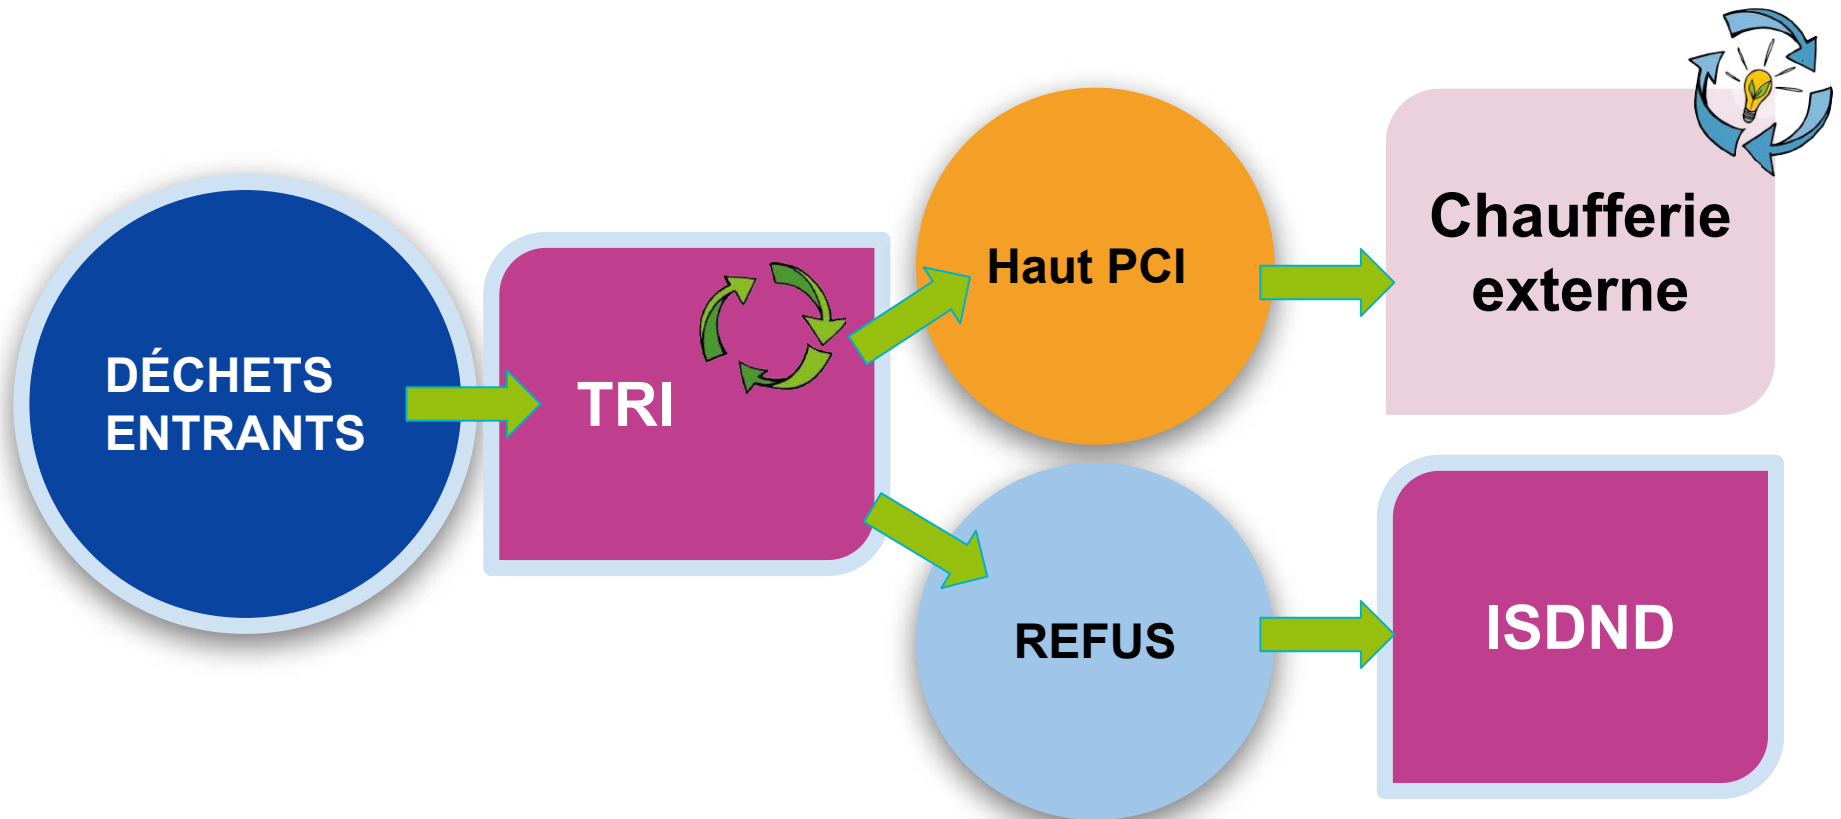 DÉCHETS
ENTRANTS
TRI
Haut PCI
Chaufferie
externe
REFUS
ISDND